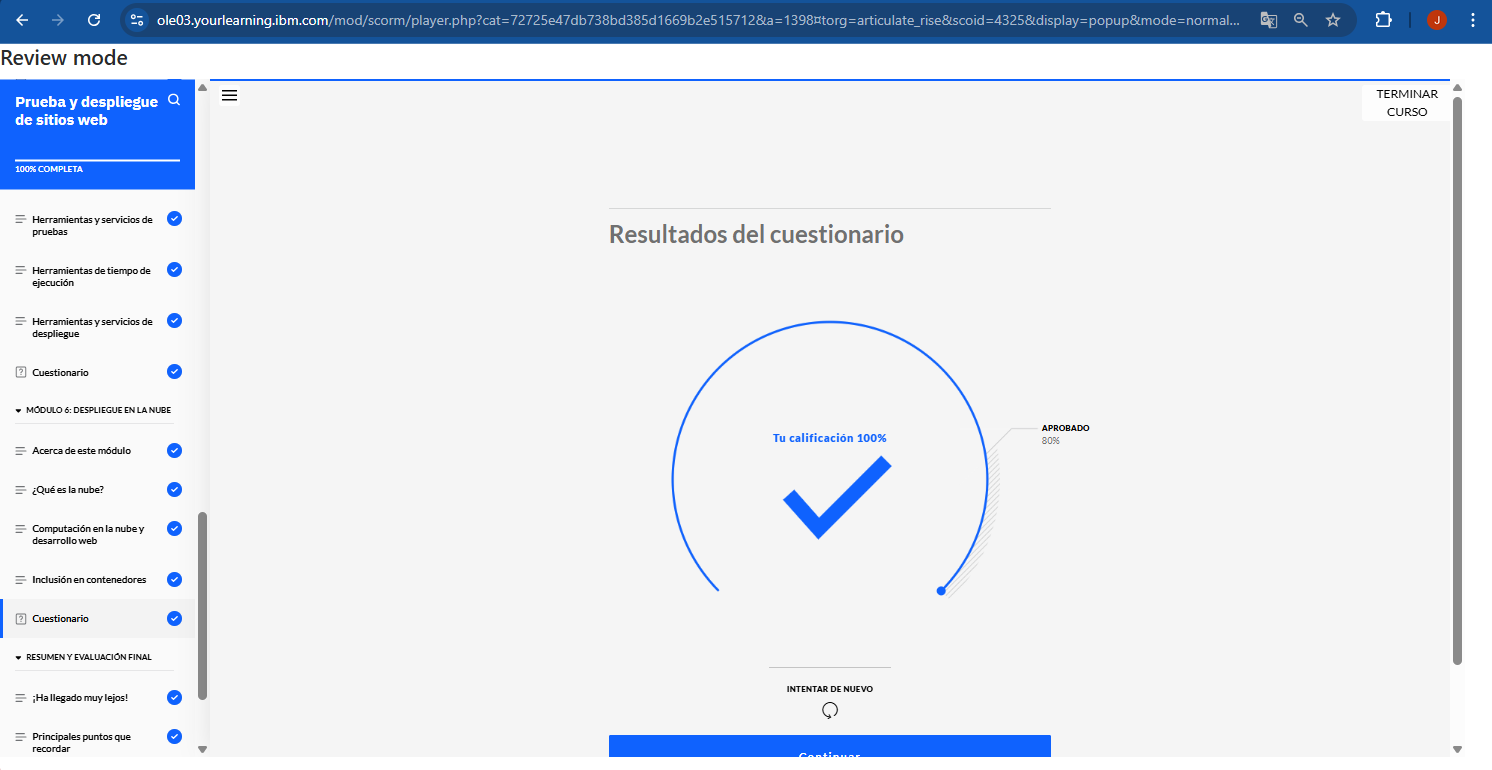 ole03.yourlearning.ibm.com/mod/scorm/player.php?cat=72725e47db738bd385d1669b2e515712&a=1398#torg=articulate_rise&scoid=4325&display=popup&mode=normal...
J
Review mode
Prueba y despliegue
de sitios web
100% COMPLETA
Herramientas y servicios de
pruebas
Herramientas de tiempo de
ejecución
Herramientas y servicios de
despliegue
Cuestionario
MÓDULO 6: DESPLIEGUE EN LA NUBE
Acerca de este módulo
¿Qué es la nube?
Computación en la nube y
desarrollo web
Inclusión en contenedores
Cuestionario
RESUMEN Y EVALUACIÓN FINAL
¡Ha llegado muy lejos!
Principales puntos que
recordar
TERMINAR
CURSO
Resultados del cuestionario
Tu calificación 100%
APROBADO
80%
INTENTAR DE NUEVO
Continuar